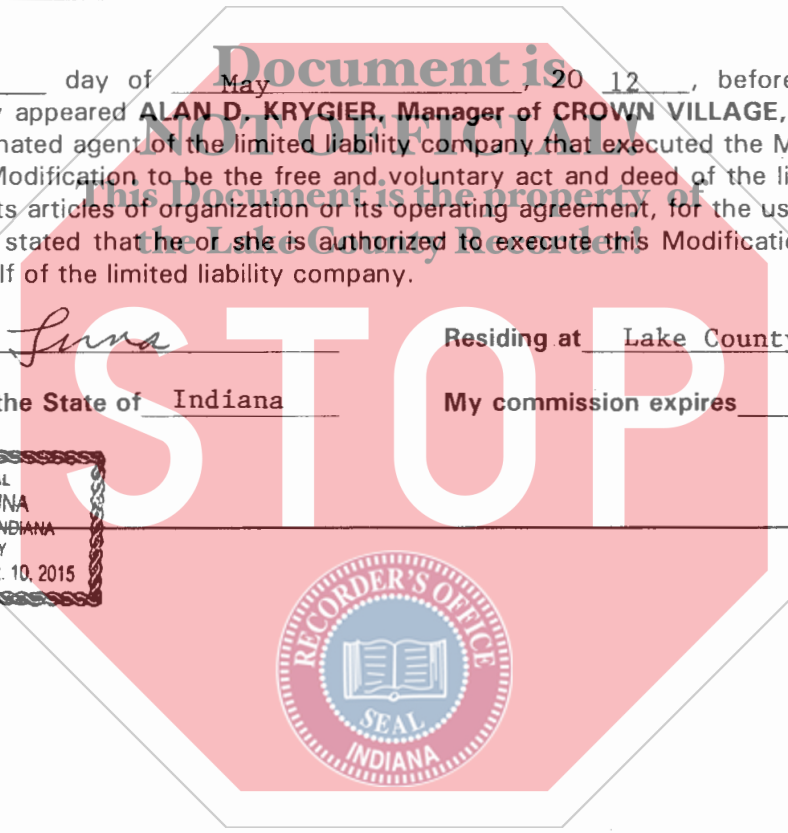 Document is
NOT OFFICIAL!
This Document is the property of
the Lake County Recorder!
STOP
day of May, 20 12, before
appeared ALAN D. KRYGIER, Manager of CROWN VILLAGE,
nated agent of the limited liability company that executed the M
Modification to be the free and voluntary act and deed of the li
ts articles of organization or its operating agreement, for the us
stated that he or she is authorized to execute this Modificatio
lf of the limited liability company.
Luna Residing at Lake County
the State of Indiana My commission expires
AL
UNA
INDIANA
Y
. 10, 2015
RECORDER'S OFFICE
SEAL
INDIANA